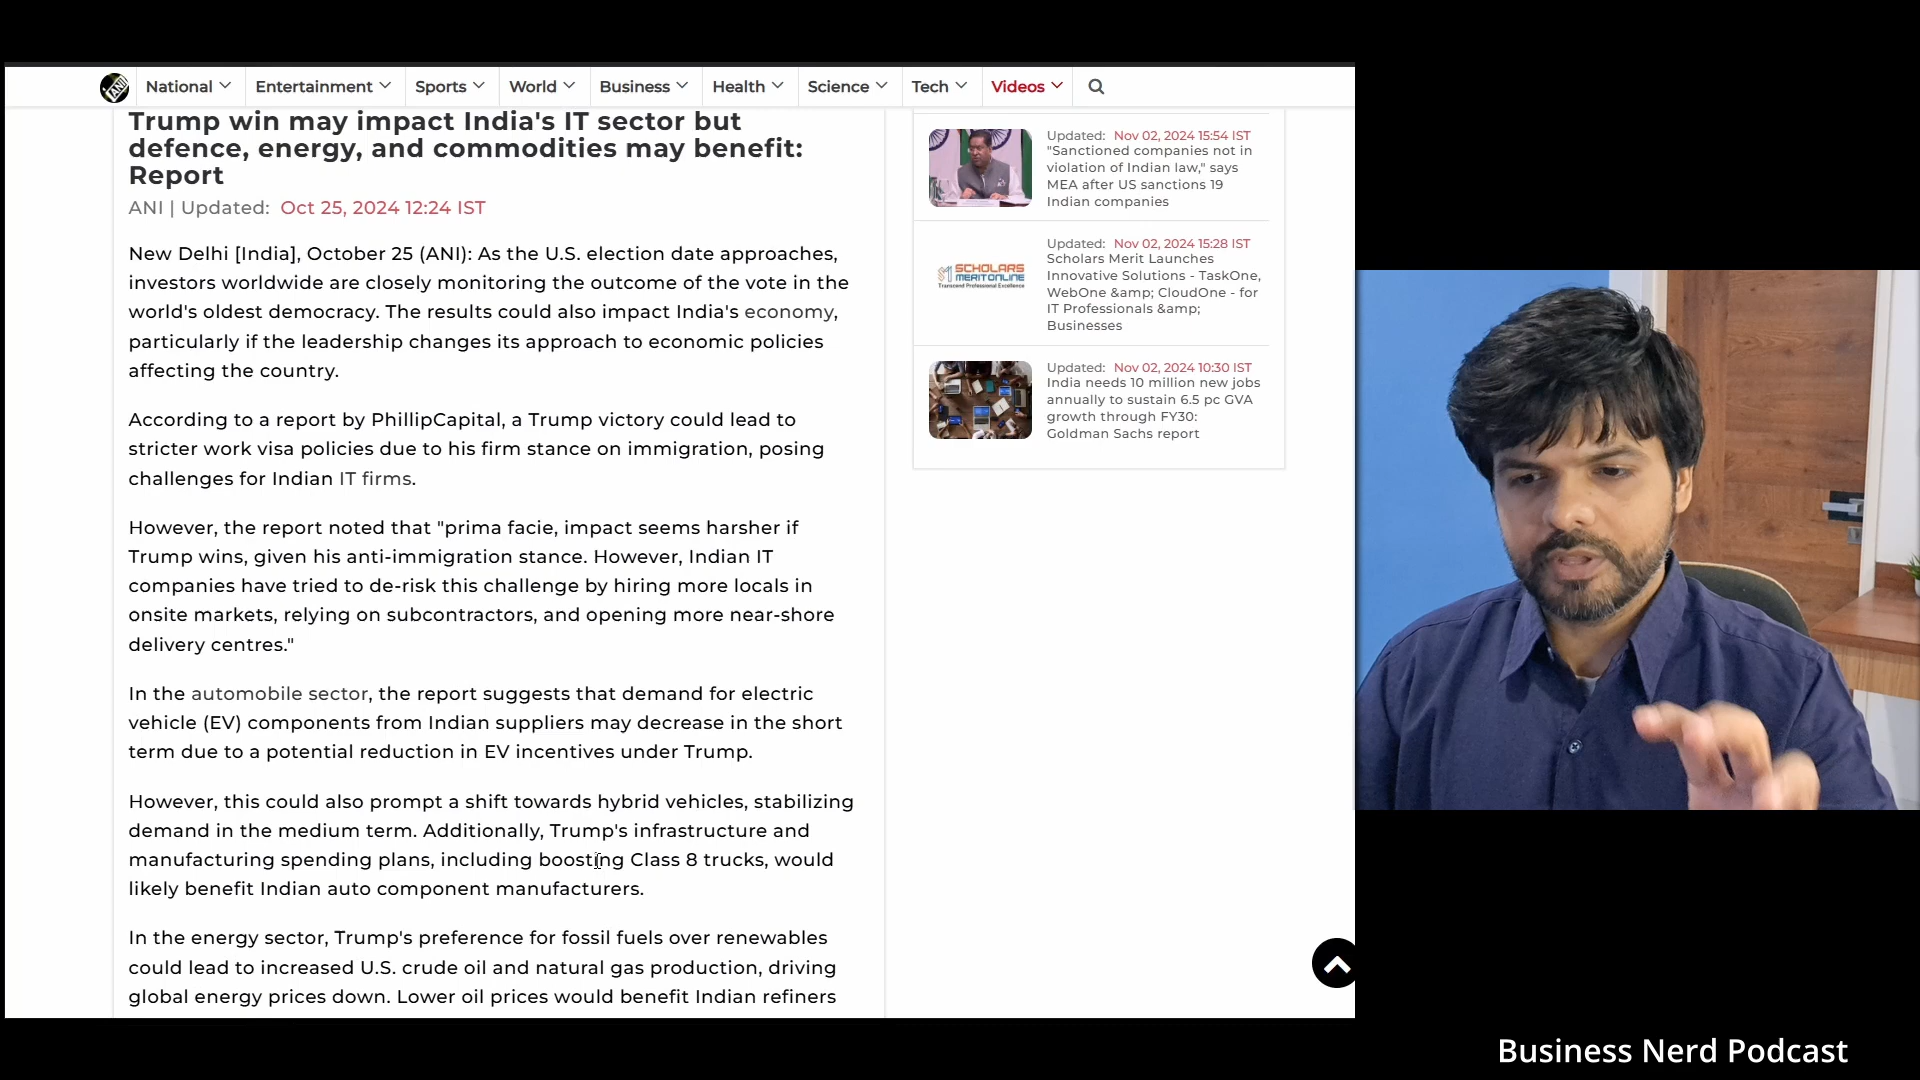 National
Entertainment
Sports
World
Business
Health
Science
Tech
Videos
Trump win may impact India's IT sector but
defence, energy, and commodities may benefit:
Report
ANI | Updated: Oct 25, 2024 12:24 IST
New Delhi [India], October 25 (ANI): As the U.S. election date approaches,
investors worldwide are closely monitoring the outcome of the vote in the
world's oldest democracy. The results could also impact India's economy,
particularly if the leadership changes its approach to economic policies
affecting the country.
According to a report by PhillipCapital, a Trump victory could lead to
stricter work visa policies due to his firm stance on immigration, posing
challenges for Indian IT firms.
However, the report noted that "prima facie, impact seems harsher if
Trump wins, given his anti-immigration stance. However, Indian IT
companies have tried to de-risk this challenge by hiring more locals in
onsite markets, relying on subcontractors, and opening more near-shore
delivery centres."
In the automobile sector, the report suggests that demand for electric
vehicle (EV) components from Indian suppliers may decrease in the short
term due to a potential reduction in EV incentives under Trump.
However, this could also prompt a shift towards hybrid vehicles, stabilizing
demand in the medium term. Additionally, Trump's infrastructure and
manufacturing spending plans, including boosting Class 8 trucks, would
likely benefit Indian auto component manufacturers.
In the energy sector, Trump's preference for fossil fuels over renewables
could lead to increased U.S. crude oil and natural gas production, driving
global energy prices down. Lower oil prices would benefit Indian refiners
Updated: Nov 02, 2024 15:54 IST
"Sanctioned companies not in
violation of Indian law," says
MEA after US sanctions 19
Indian companies
SCHOLARS
MERIT ONLINE
Transcend Professional Excellence
Updated: Nov 02, 2024 15:28 IST
Scholars Merit Launches
Innovative Solutions - TaskOne,
WebOne &amp; CloudOne - for
IT Professionals &amp;
Businesses
Updated: Nov 02, 2024 10:30 IST
India needs 10 million new jobs
annually to sustain 6.5 pc GVA
growth through FY30:
Goldman Sachs report
Business Nerd Podcast